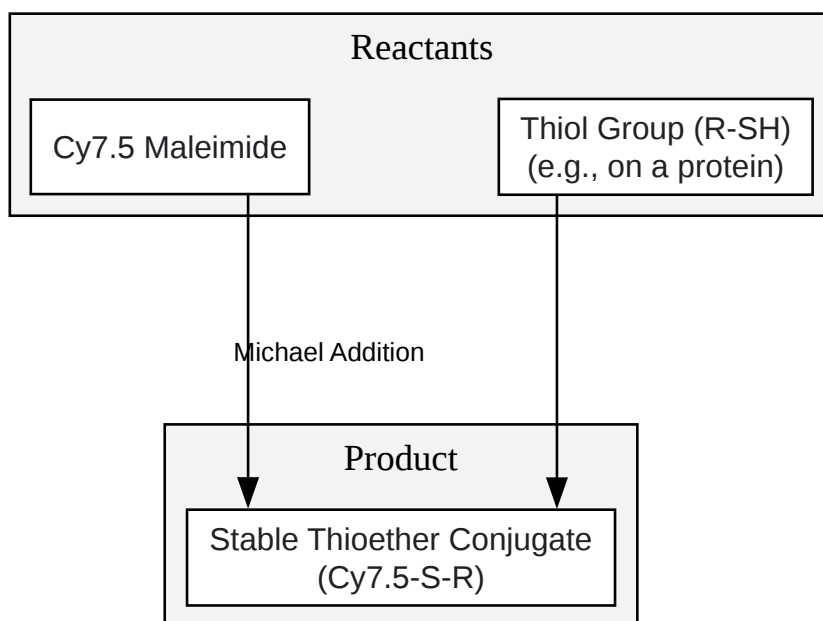 Reactants
Cy7.5 Maleimide
Thiol Group (R-SH)
(e.g., on a protein)
Michael Addition
Product
Stable Thioether Conjugate
(Cy7.5-S-R)